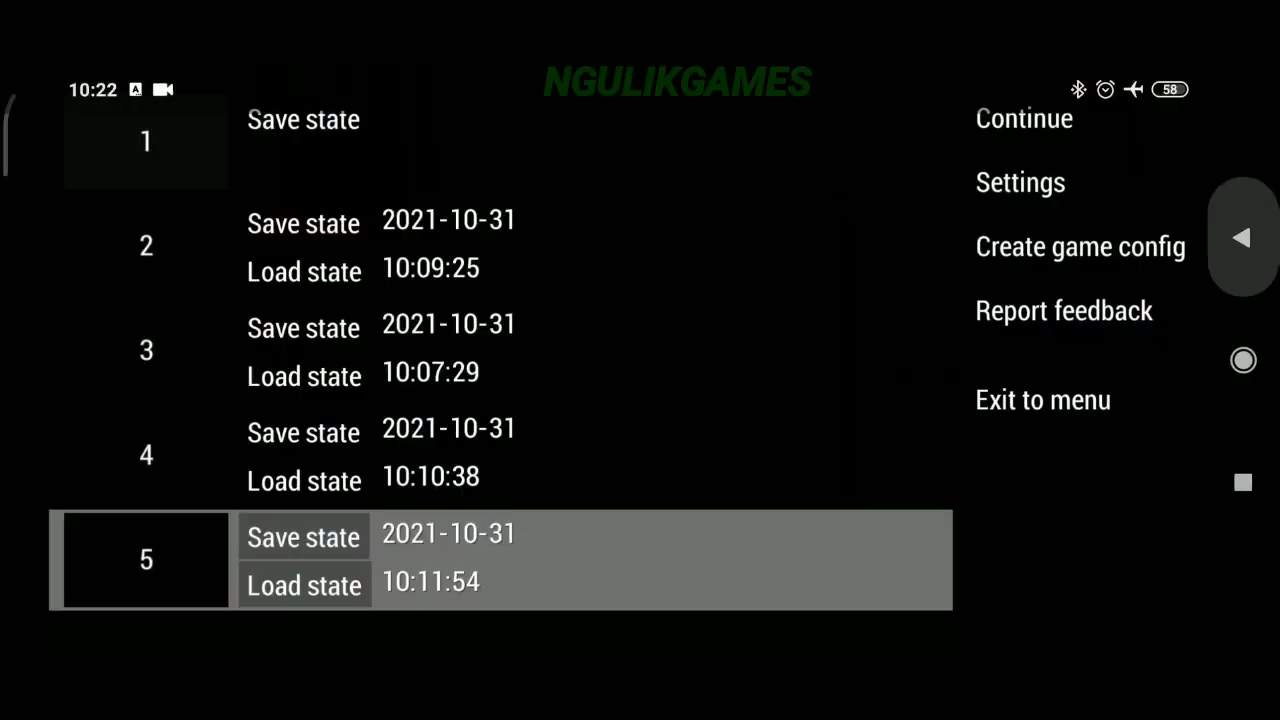 NGULIKGAMES
10:22 A 58
1 Save state
2 Save state 2021-10-31
Load state 10:09:25
3 Save state 2021-10-31
Load state 10:07:29
4 Save state 2021-10-31
Load state 10:10:38
5 Save state 2021-10-31
Load state 10:11:54
Continue
Settings
Create game config
Report feedback
Exit to menu